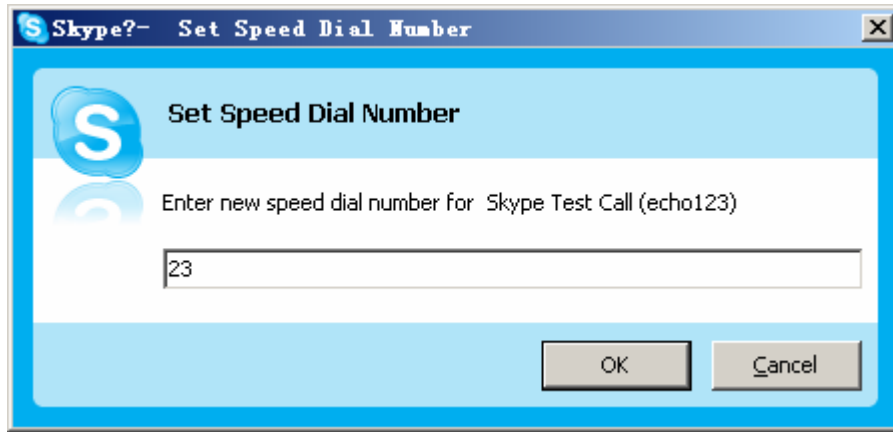 Skype?- Set Speed Dial Number
Set Speed Dial Number
Enter new speed dial number for Skype Test Call (echo123)
23
OK Cancel